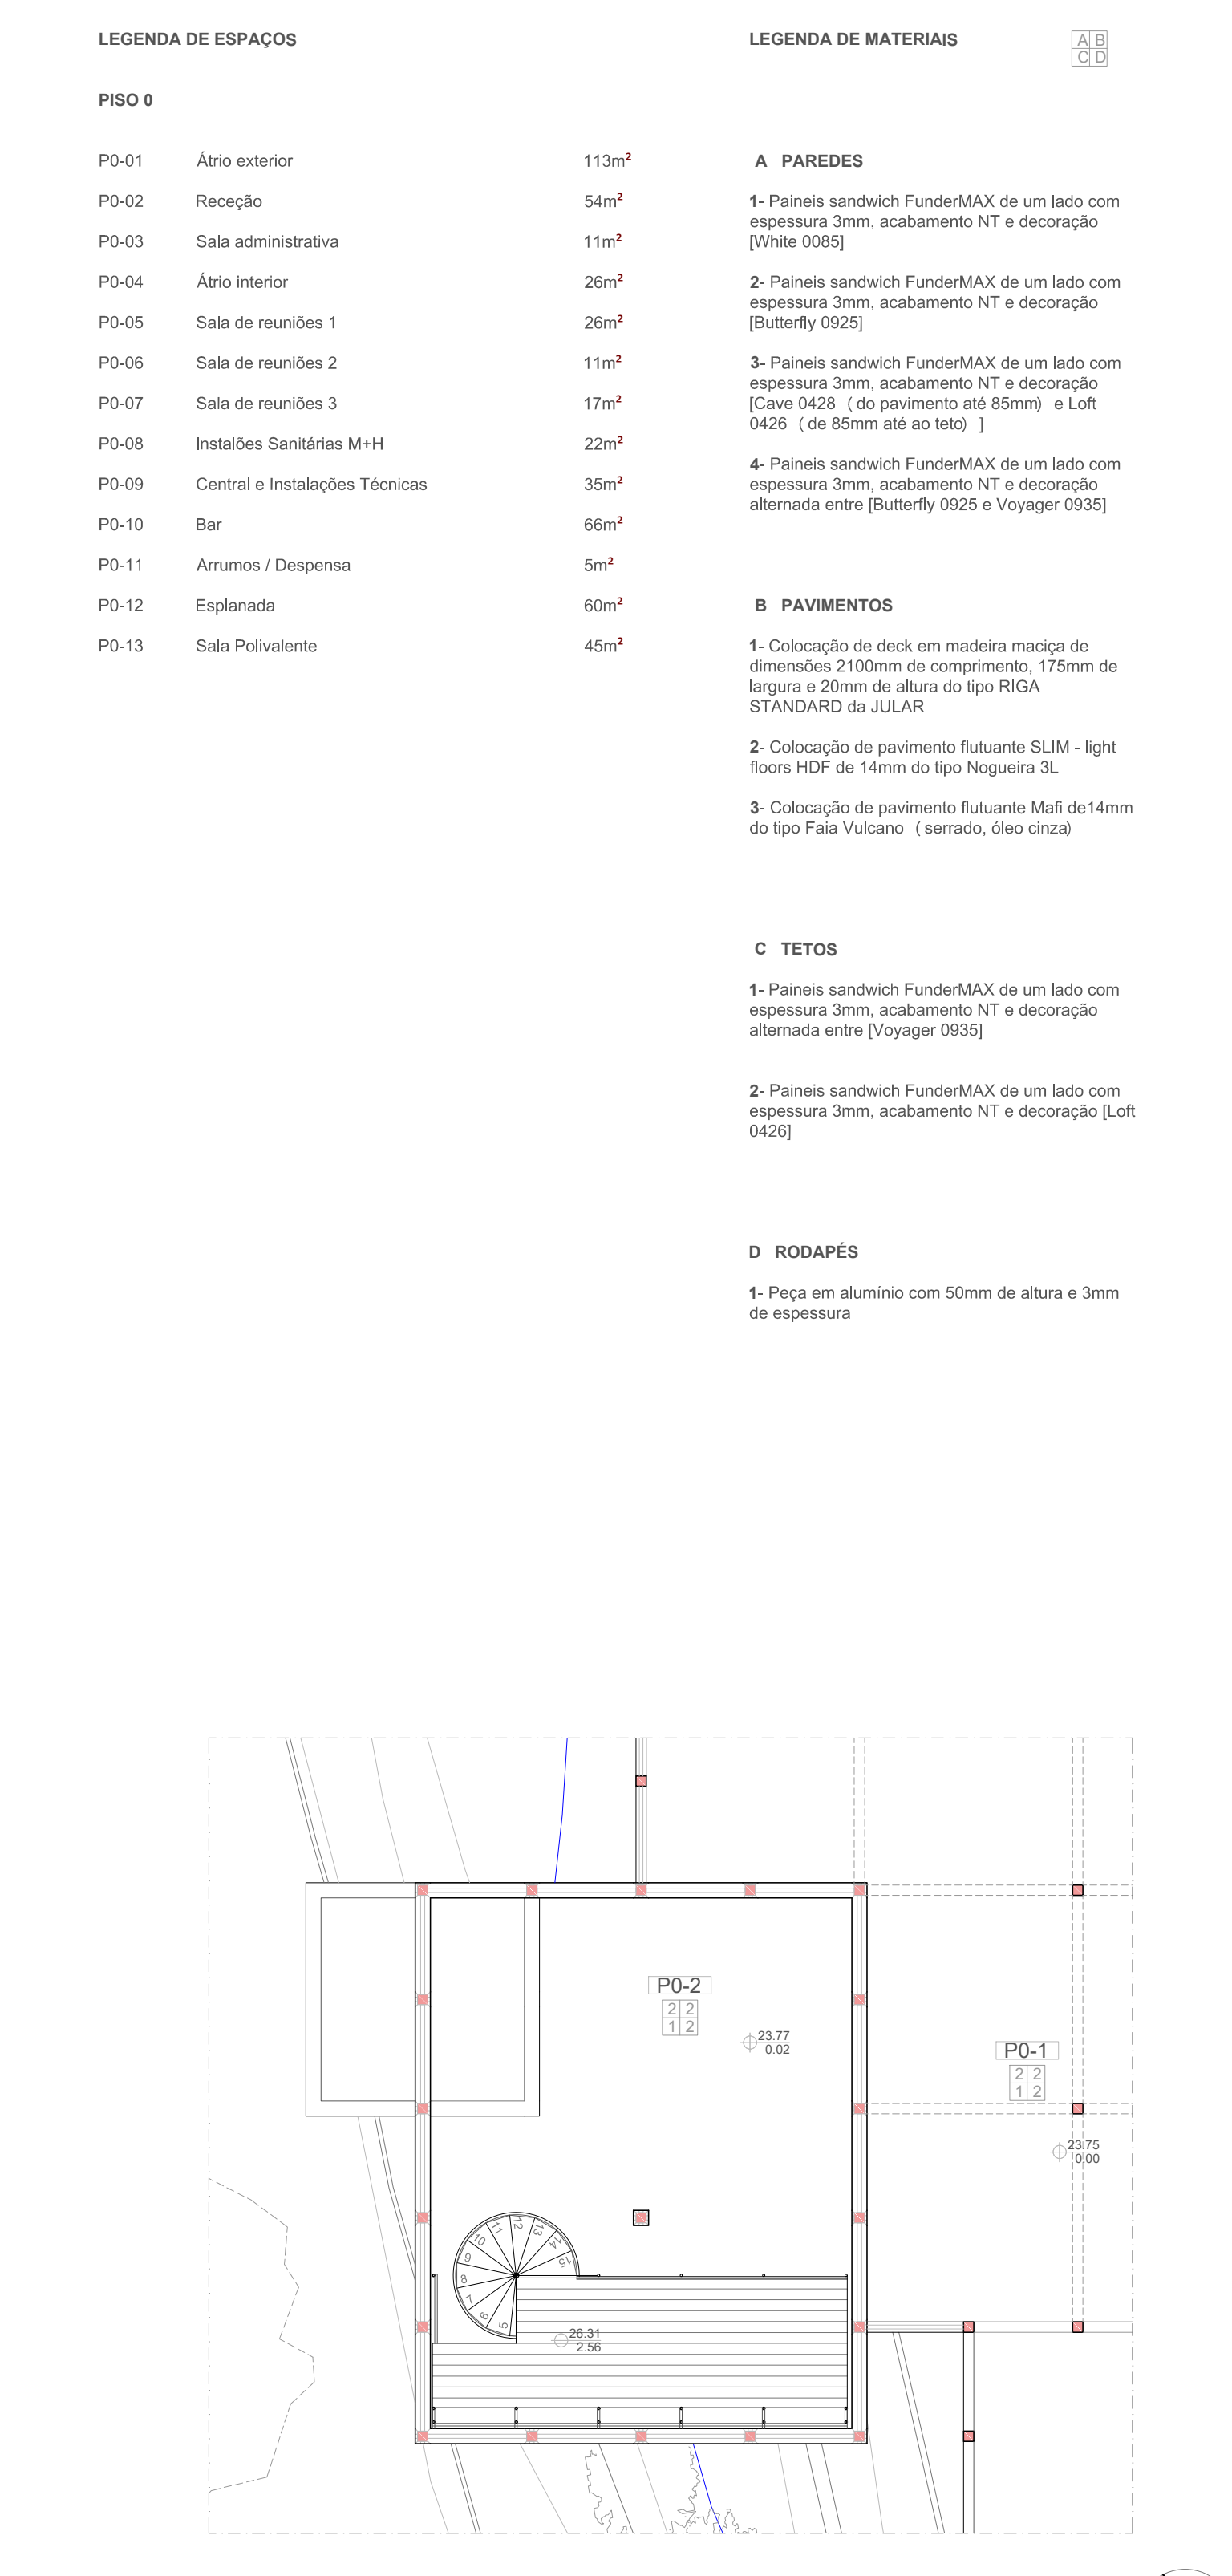 LEGENDA DE ESPAÇOS
PISO 0
P0-01 Átrio exterior 113m²
P0-02 Receção 54m²
P0-03 Sala administrativa 11m²
P0-04 Átrio interior 26m²
P0-05 Sala de reuniões 1 26m²
P0-06 Sala de reuniões 2 11m²
P0-07 Sala de reuniões 3 17m²
P0-08 Instalões Sanitárias M+H 22m²
P0-09 Central e Instalações Técnicas 35m²
P0-10 Bar 66m²
P0-11 Arrumos / Despensa 5m²
P0-12 Esplanada 60m²
P0-13 Sala Polivalente 45m²
LEGENDA DE MATERIAIS
A B
C D
A PAREDES
1- Paineis sandwich FunderMAX de um lado com
espessura 3mm, acabamento NT e decoração
[White 0085]
2- Paineis sandwich FunderMAX de um lado com
espessura 3mm, acabamento NT e decoração
[Butterfly 0925]
3- Paineis sandwich FunderMAX de um lado com
espessura 3mm, acabamento NT e decoração
[Cave 0428 ( do pavimento até 85mm) e Loft
0426 ( de 85mm até ao teto) ]
4- Paineis sandwich FunderMAX de um lado com
espessura 3mm, acabamento NT e decoração
alternada entre [Butterfly 0925 e Voyager 0935]
B PAVIMENTOS
1- Colocação de deck em madeira maciça de
dimensões 2100mm de comprimento, 175mm de
largura e 20mm de altura do tipo RIGA
STANDARD da JULAR
2- Colocação de pavimento flutuante SLIM - light
floors HDF de 14mm do tipo Nogueira 3L
3- Colocação de pavimento flutuante Mafi de14mm
do tipo Faia Vulcano ( serrado, óleo cinza)
C TETOS
1- Paineis sandwich FunderMAX de um lado com
espessura 3mm, acabamento NT e decoração
alternada entre [Voyager 0935]
2- Paineis sandwich FunderMAX de um lado com
espessura 3mm, acabamento NT e decoração [Loft
0426]
D RODAPÉS
1- Peça em alumínio com 50mm de altura e 3mm
de espessura
P0-2
2 2
1 2
23.77
0.02
P0-1
2 2
1 2
23.75
0.00
5
6
7
8
9
10
11
12
13
14
15
26.31
2.56